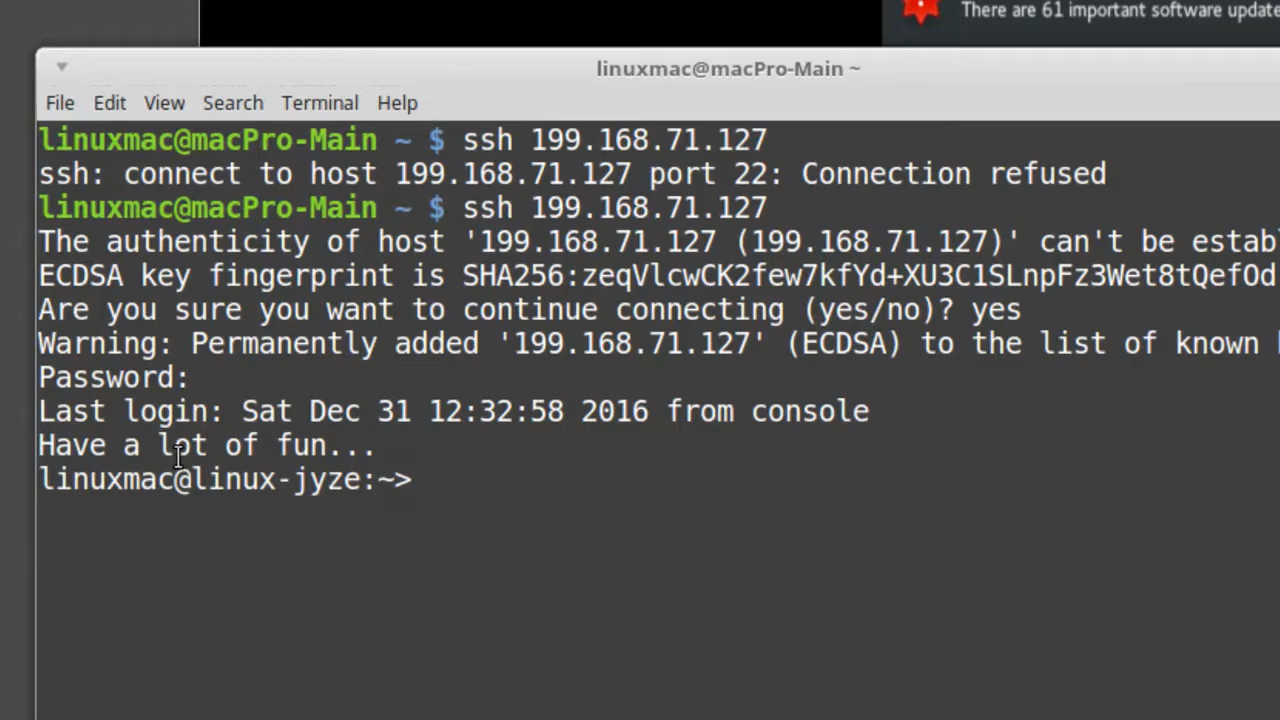 There are 61 important software
linuxmac@macPro-Main ~
File Edit View Search Terminal Help
linuxmac@macPro-Main ~ $ ssh 199.168.71.127
ssh: connect to host 199.168.71.127 port 22: Connection refused
linuxmac@macPro-Main ~ $ ssh 199.168.71.127
The authenticity of host '199.168.71.127 (199.168.71.127)' can't be
ECDSA key fingerprint is SHA256:zeqVlcwCK2few7kfYd+XU3C1SLnpFz3Wet8tQefOd
Are you sure you want to continue connecting (yes/no)? yes
Warning: Permanently added '199.168.71.127' (ECDSA) to the list of known
Password:
Last login: Sat Dec 31 12:32:58 2016 from console
Have a lot of fun...
linuxmac@linux-jyze:~>